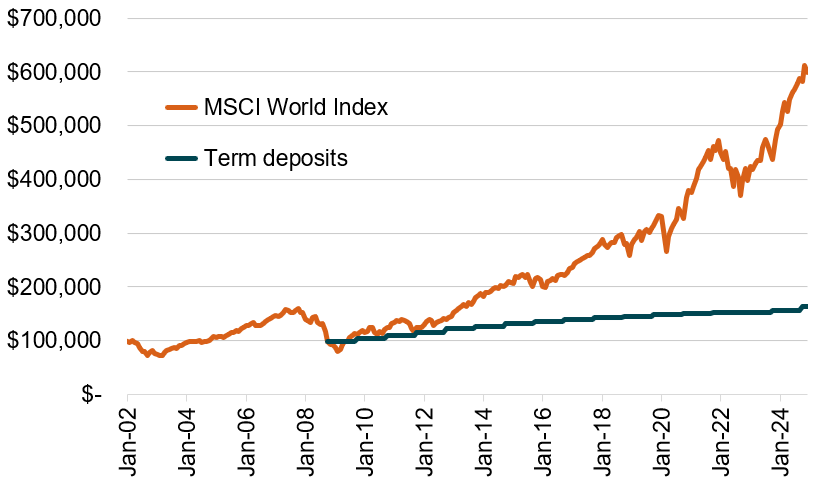 $700,000
$600,000
$500,000
$400,000
$300,000
$200,000
$100,000
$-
MSCI World Index
Term deposits
Jan-02
Jan-04
Jan-06
Jan-08
Jan-10
Jan-12
Jan-14
Jan-16
Jan-18
Jan-20
Jan-22
Jan-24